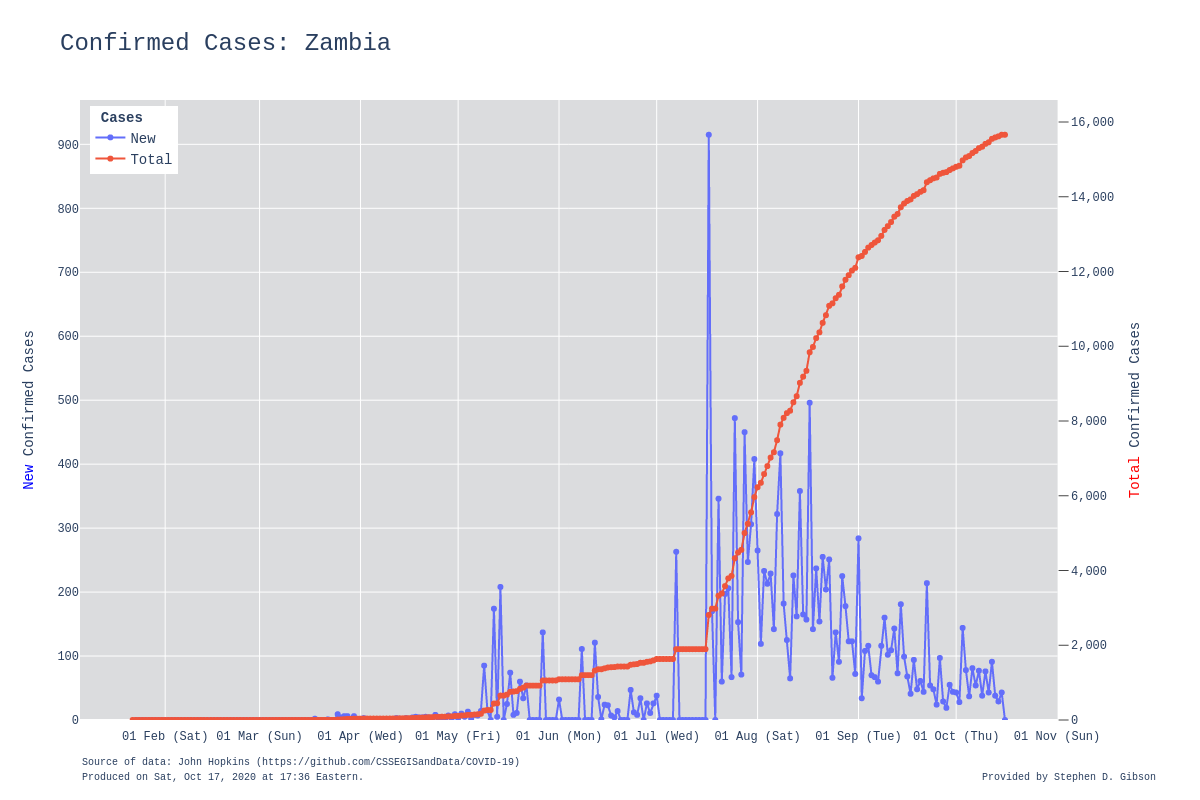 Confirmed Cases: Zambia
Cases
New
Total
900
800
700
600
500
400
300
200
100
0
16,000
14,000
12,000
10,000
8,000
6,000
4,000
2,000
0
New Confirmed Cases
Total Confirmed Cases
01 Feb (Sat) 01 Mar (Sun) 01 Apr (Wed) 01 May (Fri) 01 Jun (Mon) 01 Jul (Wed) 01 Aug (Sat) 01 Sep (Tue) 01 Oct (Thu) 01 Nov (Sun)
Source of data: John Hopkins (https://github.com/CSSEGISandData/COVID-19)
Produced on Sat, Oct 17, 2020 at 17:36 Eastern.
Provided by Stephen D. Gibson